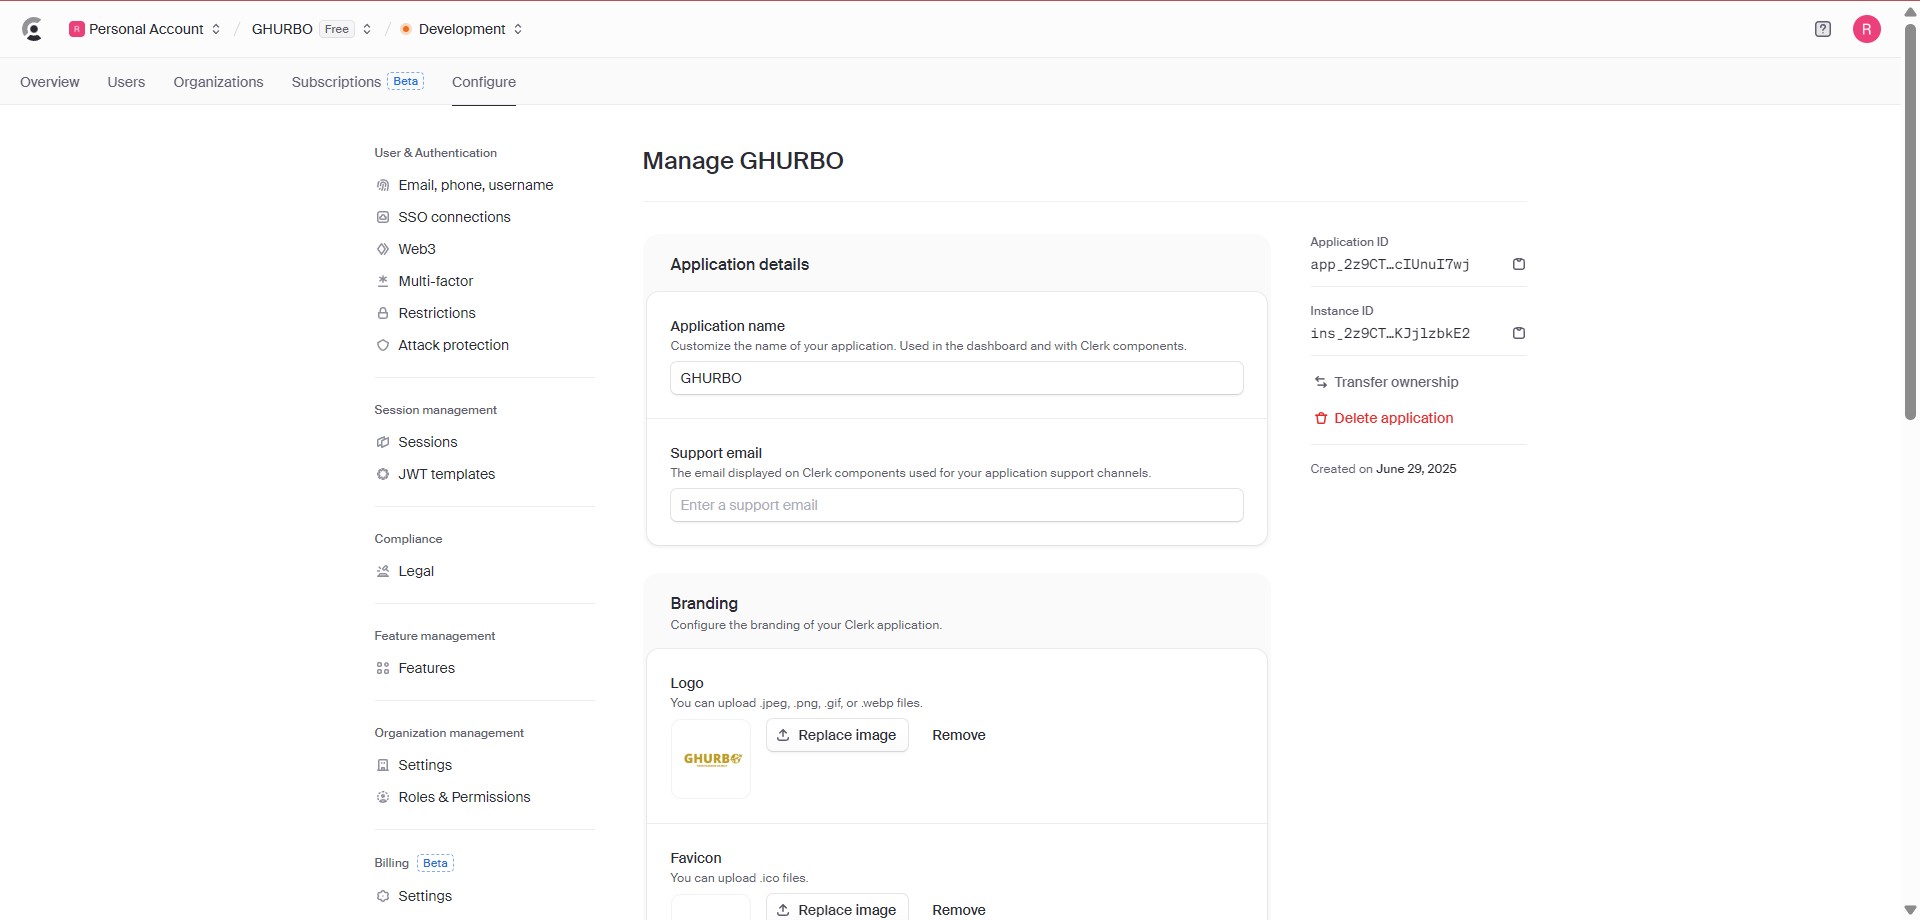 R Personal Account / GHURBO Free / Development ? R
Overview Users Organizations Subscriptions Beta Configure
User & Authentication
Email, phone, username
SSO connections
Web3
Multi-factor
Restrictions
Attack protection
Session management
Sessions
JWT templates
Compliance
Legal
Feature management
Features
Organization management
Settings
Roles & Permissions
Billing Beta
Settings
Manage GHURBO
Application details
Application name
Customize the name of your application. Used in the dashboard and with Clerk components.
GHURBO
Support email
The email displayed on Clerk components used for your application support channels.
Enter a support email
Branding
Configure the branding of your Clerk application.
Logo
You can upload .jpeg, .png, .gif, or .webp files.
GHURBO
Replace image Remove
Favicon
You can upload .ico files.
Replace image Remove
Application ID
app_2z9CT…cIUnuI7wj
Instance ID
ins_2z9CT…KJjlzbkE2
Transfer ownership
Delete application
Created on June 29, 2025